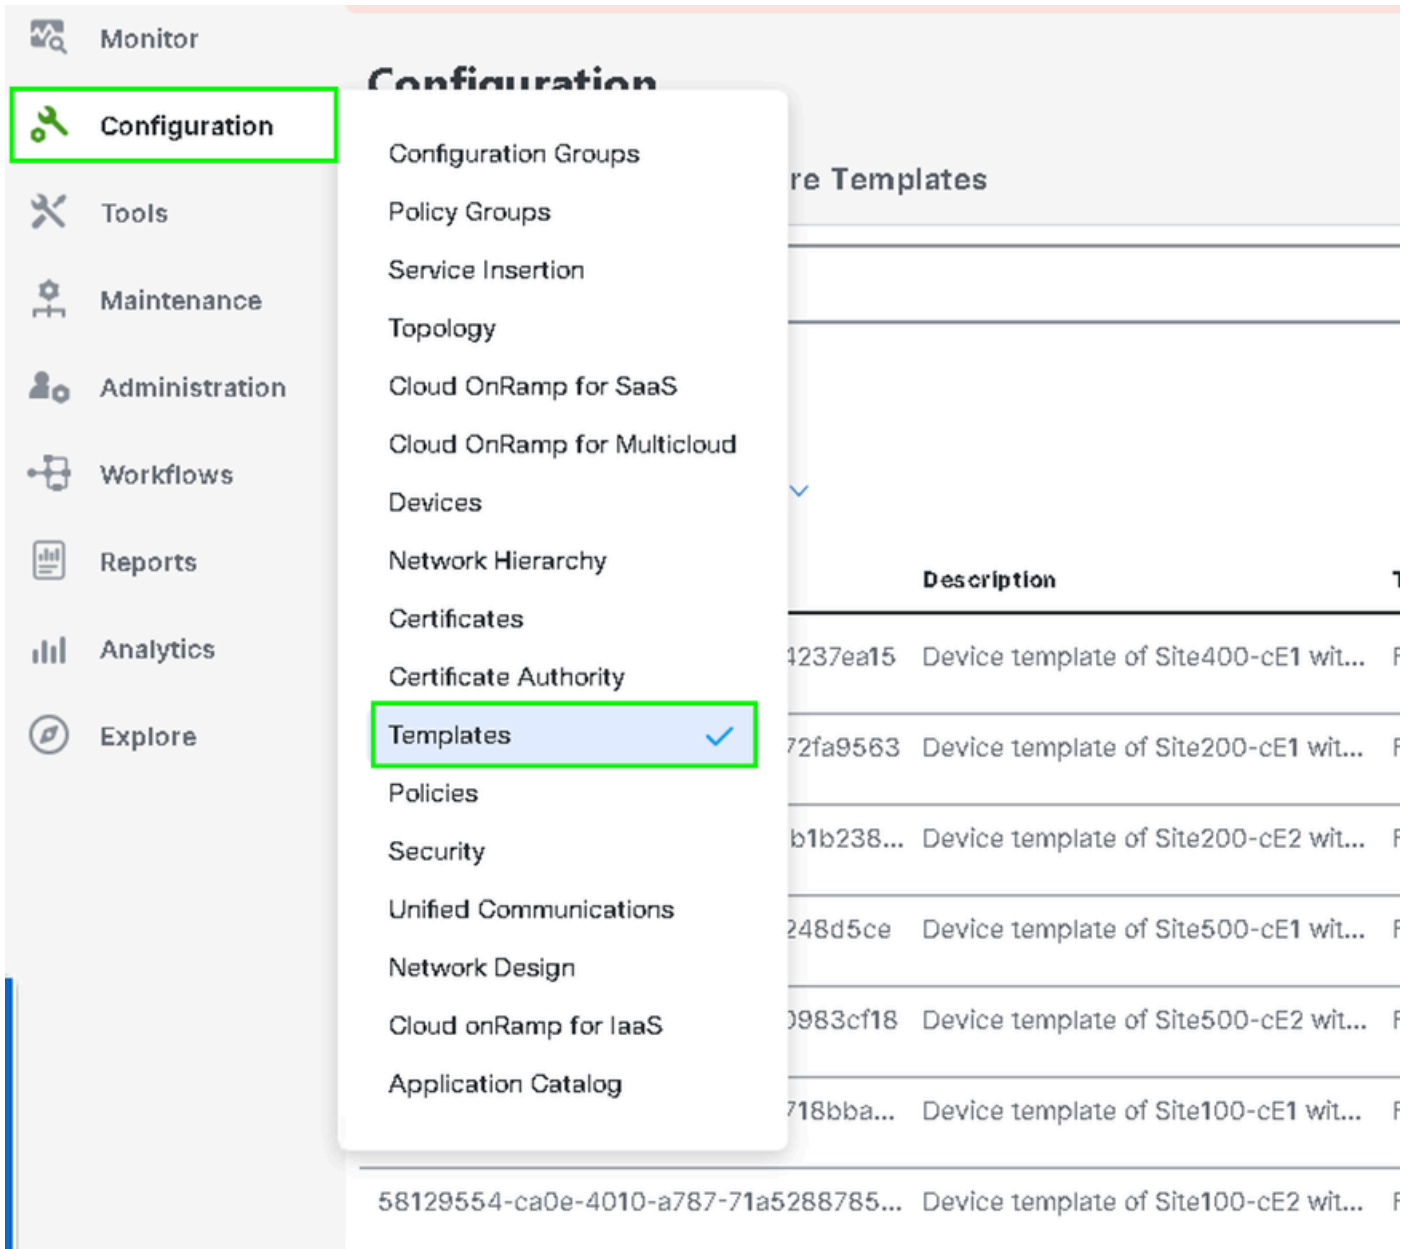 Monitor
Configuration
Tools
Maintenance
Administration
Workflows
Reports
Analytics
Explore
Configuration
re Templates
Configuration Groups
Policy Groups
Service Insertion
Topology
Cloud OnRamp for SaaS
Cloud OnRamp for Multicloud
Devices
Network Hierarchy
Certificates
Certificate Authority
Templates
Policies
Security
Unified Communications
Network Design
Cloud onRamp for IaaS
Application Catalog
Description
4237ea15 Device template of Site400-cE1 wit...
72fa9563 Device template of Site200-cE1 wit...
b1b238... Device template of Site200-cE2 wit...
248d5ce Device template of Site500-cE1 wit...
0983cf18 Device template of Site500-cE2 wit...
718bba... Device template of Site100-cE1 wit...
58129554-ca0e-4010-a787-71a5288785... Device template of Site100-cE2 wit...